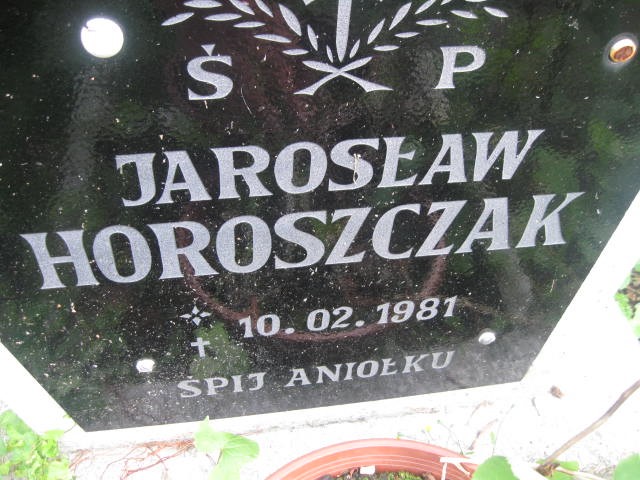 Ś P
JAROSŁAW
HOROSZCZAK
10.02.1981
ŚPIJ ANIOŁKU